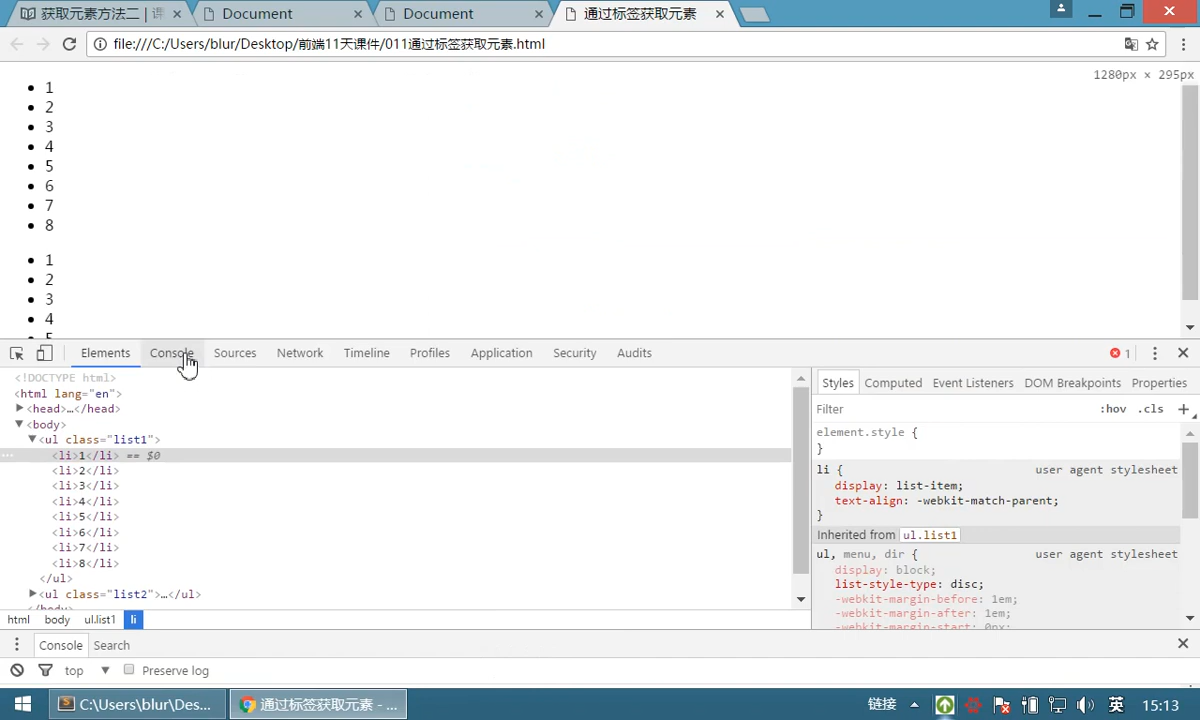 获取元素方法二 | 课
Document
Document
通过标签获取元素
file:///C:/Users/blur/Desktop/前端11天课件/011通过标签获取元素.html
1280px × 295px
1
2
3
4
5
6
7
8
1
2
3
4
5
Elements Console Sources Network Timeline Profiles Application Security Audits 1
<!DOCTYPE html>
<html lang="en">
<head>…</head>
<body>
<ul class="list1">
<li>1</li> == $0
<li>2</li>
<li>3</li>
<li>4</li>
<li>5</li>
<li>6</li>
<li>7</li>
<li>8</li>
</ul>
<ul class="list2">…</ul>
</body>
html body ul.list1 li
Styles Computed Event Listeners DOM Breakpoints Properties
Filter :hov .cls
element.style {
}
li { user agent stylesheet
display: list-item;
text-align: -webkit-match-parent;
}
Inherited from ul.list1
ul, menu, dir { user agent stylesheet
display: block;
list-style-type: disc;
-webkit-margin-before: 1em;
-webkit-margin-after: 1em;
-webkit-margin-start: 0px;
Console Search
top Preserve log
C:\Users\blur\Des... 通过标签获取元素 - ... 链接 英 15:13